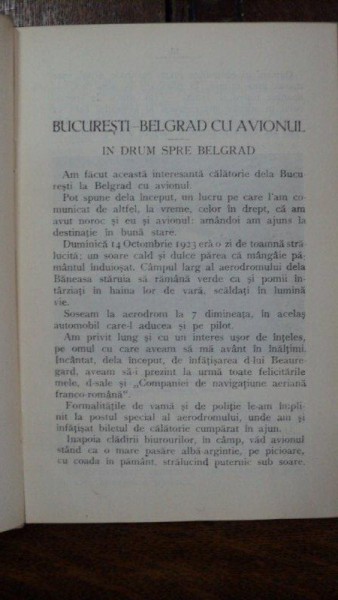 BUCUREȘTI-BELGRAD CU AVIONUL
IN DRUM SPRE BELGRAD
Am făcut această interesantă călătorie dela Bucu
rești la Belgrad cu avionul.
Pot spune dela început, un lucru pe care l'am co-
municat de altfel, la vreme, celor în drept, că am
avut noroc și eu și avionul: amândoi am ajuns la
destinație în bună stare.
Duminică 14 Octombrie 1923 eră o zi de toamnă stră-
lucită; un soare cald și dulce părea că mângâie pă-
mântul înduioșat. Câmpul larg al aerodromului dela
Băneasa stăruia să rămână verde ca și pomii în-
târziați în haina lor de vară, scăldați în lumină
vie.
Soseam la aerodrom la 7 dimineața, în acelaș
automobil care-l aducea și pe pilot.
Am privit lung și cu un interes ușor de înțeles,
pe omul cu care aveam să mă avânt în înălțimi.
Incântat, dela început, de înfățișarea d-lui Beaure-
gard, aveam să-i prezint la urmă toate felicitările
mele, d-sale și „Companiei de navigațiune aeriană
franco-română”.
Formalitățile de vamă și de poliție le-am împli-
nit la postul special al aerodromului, unde am și
înfățișat biletul de călătorie cumpărat în ajun.
Inapoia clădirii biurourilor, în câmp, văd avionul
stând ca o mare pasăre albă-argintie, pe picioare,
cu coada în pământ, strălucind puternic sub soare.